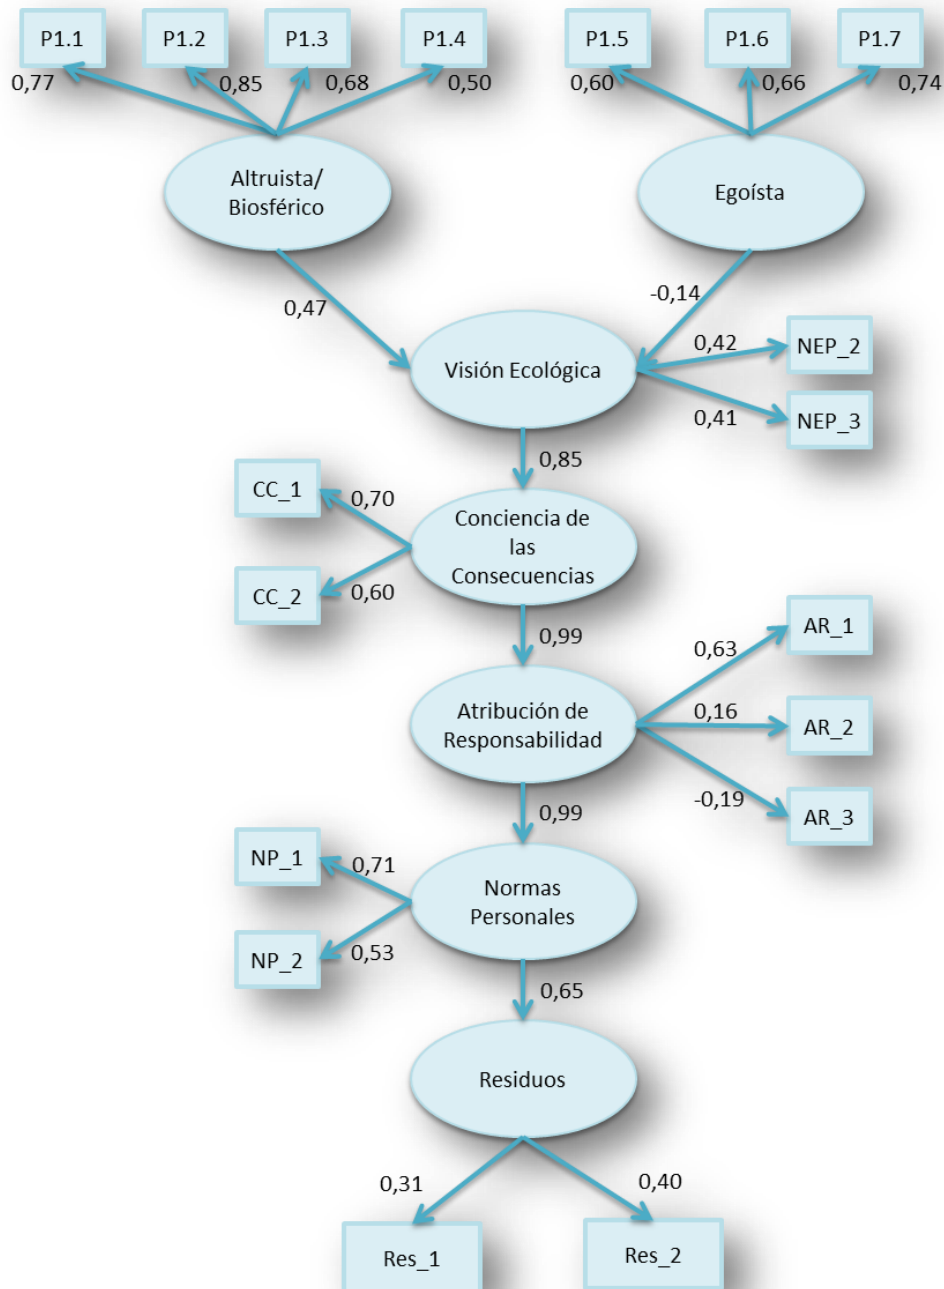 P1.1
P1.2
P1.3
P1.4
P1.5
P1.6
P1.7
0,77
0,85
0,68
0,50
0,60
0,66
0,74
Altruista/
Biosférico
Egoísta
0,47
-0,14
Visión Ecológica
0,42
NEP_2
0,41
NEP_3
0,85
CC_1
0,70
Conciencia de
las
Consecuencias
CC_2
0,60
0,99
AR_1
0,63
Atribución de
Responsabilidad
0,16
AR_2
-0,19
AR_3
0,99
NP_1
0,71
Normas
Personales
NP_2
0,53
0,65
Residuos
0,31
0,40
Res_1
Res_2